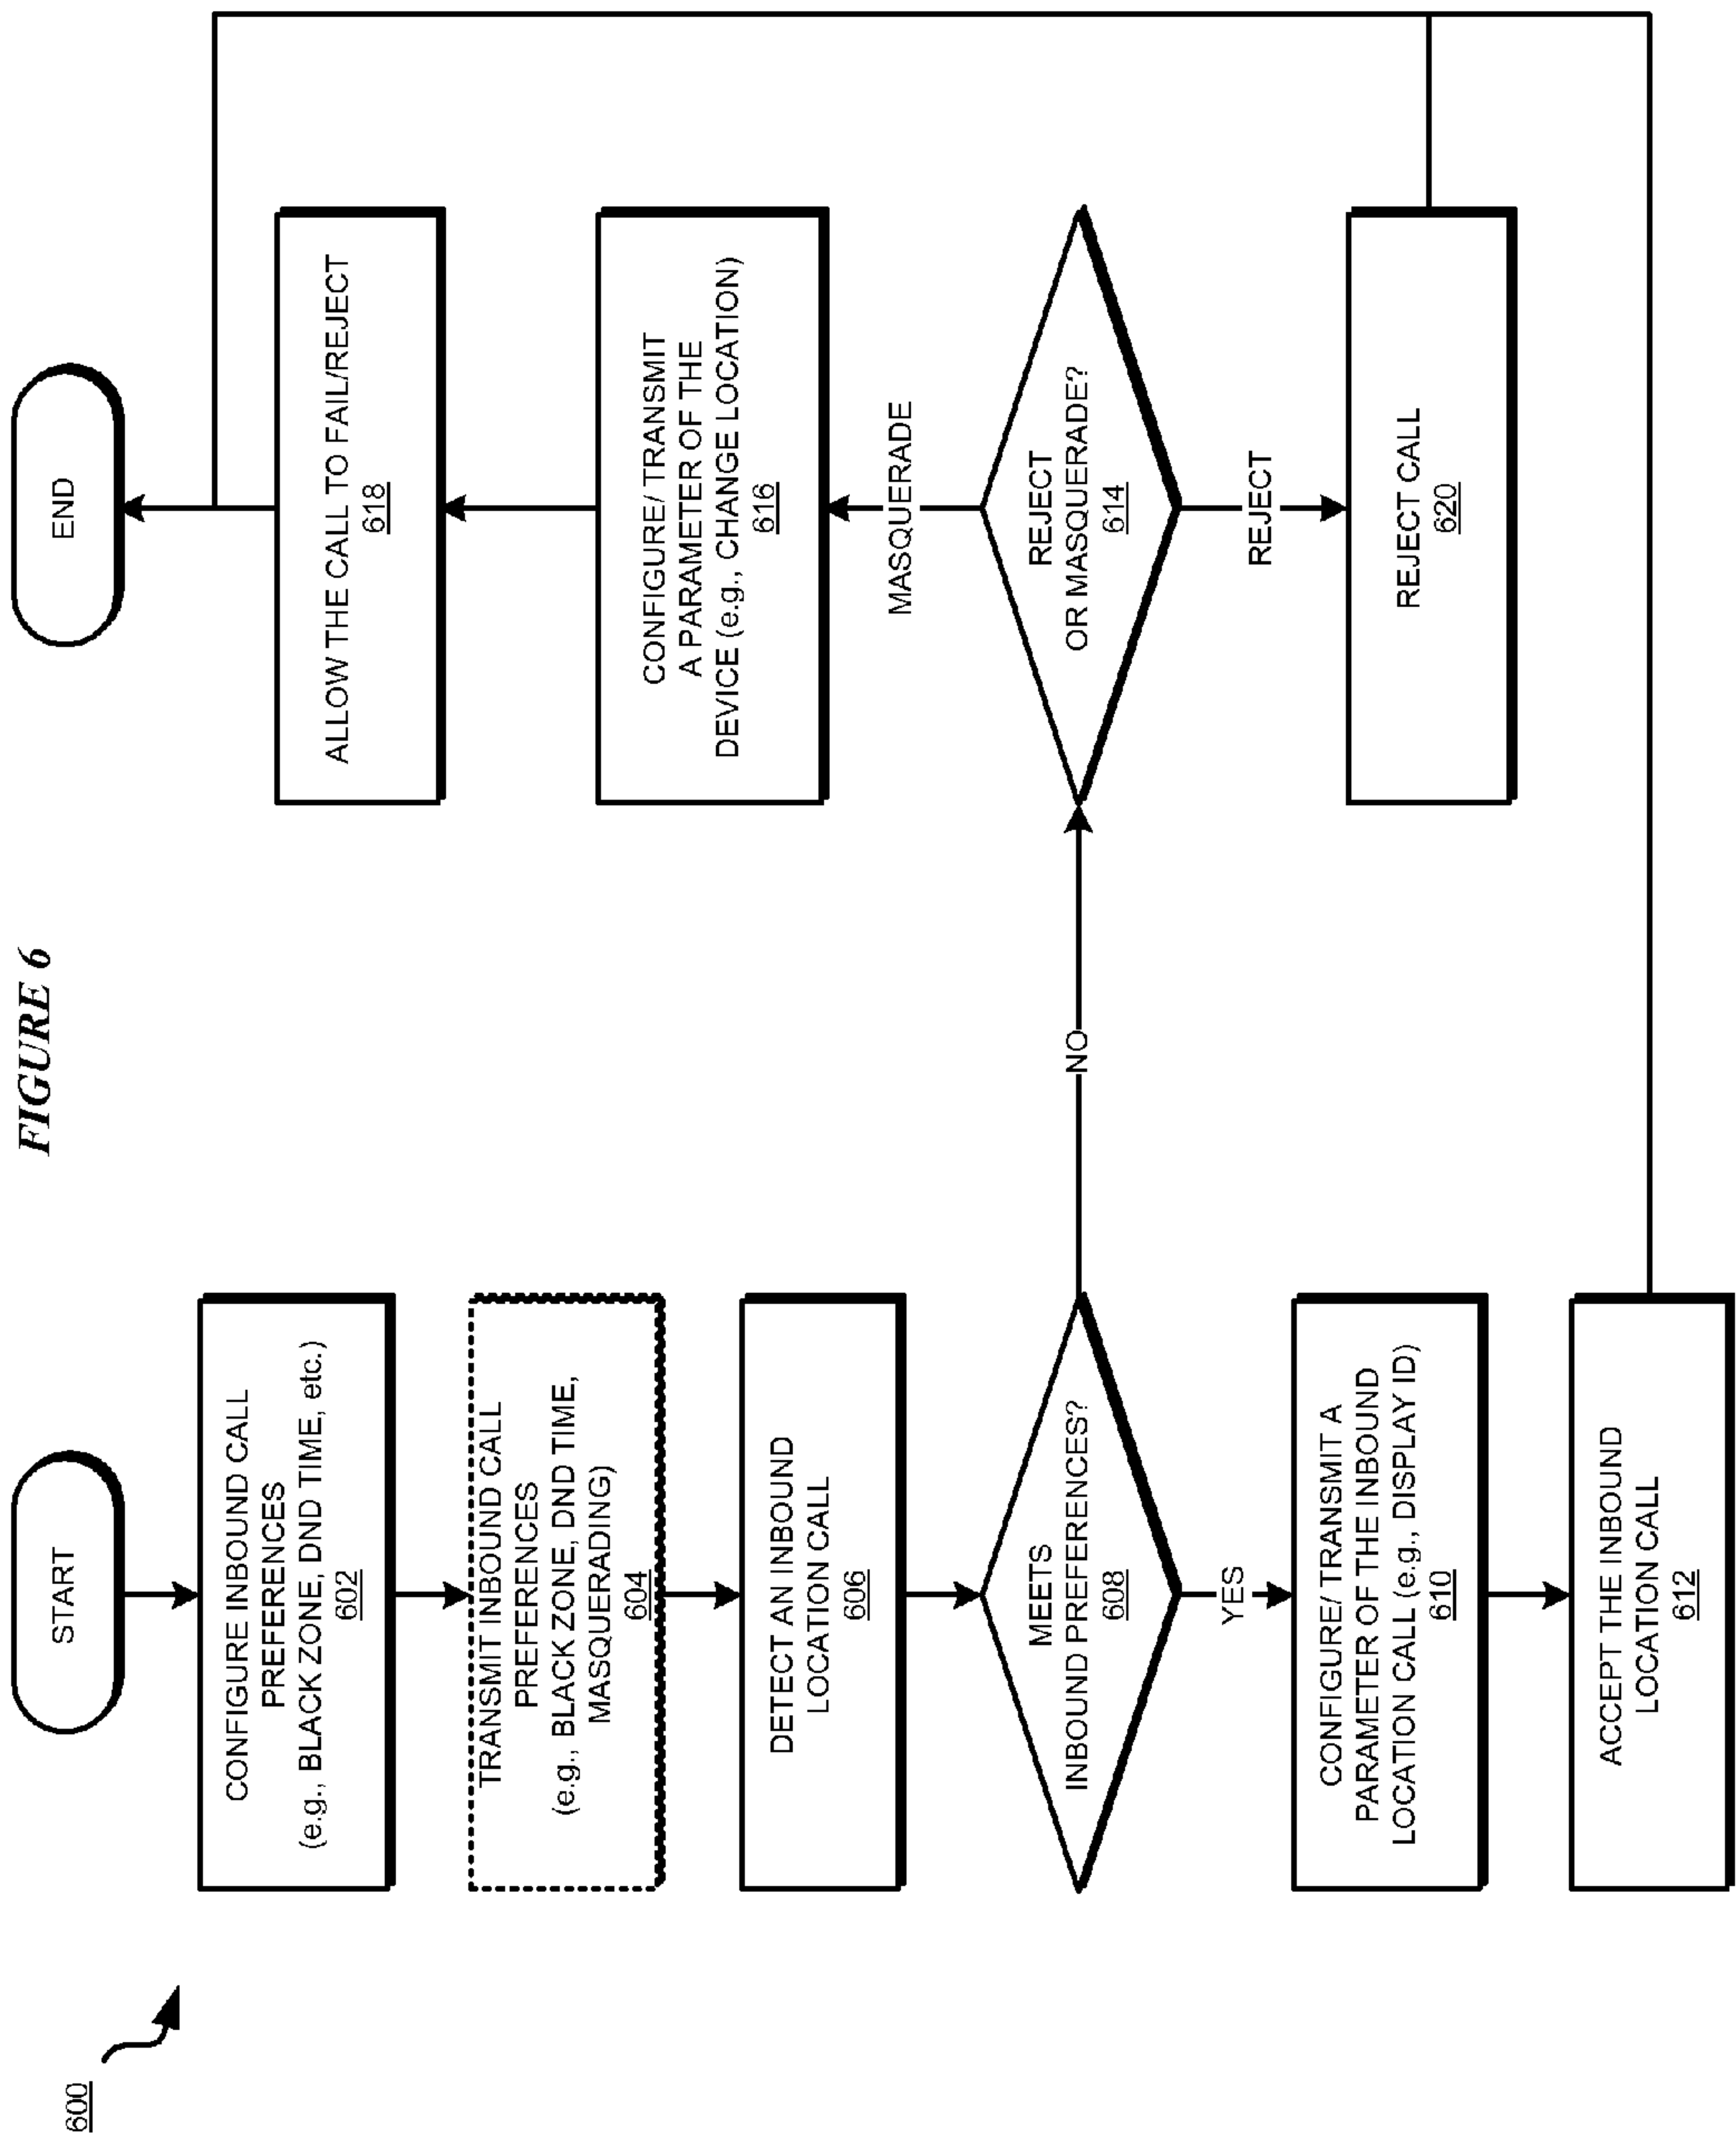 600
FIGURE 6
START
CONFIGURE INBOUND CALL
PREFERENCES
(e.g., BLACK ZONE, DND TIME, etc.)
602
TRANSMIT INBOUND CALL
PREFERENCES
(e.g., BLACK ZONE, DND TIME,
MASQUERADING)
604
DETECT AN INBOUND
LOCATION CALL
606
MEETS
INBOUND PREFERENCES?
608
YES
NO
CONFIGURE/ TRANSMIT A
PARAMETER OF THE INBOUND
LOCATION CALL (e.g., DISPLAY ID)
610
ACCEPT THE INBOUND
LOCATION CALL
612
END
ALLOW THE CALL TO FAIL/REJECT
618
CONFIGURE/ TRANSMIT
A PARAMETER OF THE
DEVICE (e.g., CHANGE LOCATION)
616
MASQUERADE
REJECT
OR MASQUERADE?
614
REJECT
REJECT CALL
620